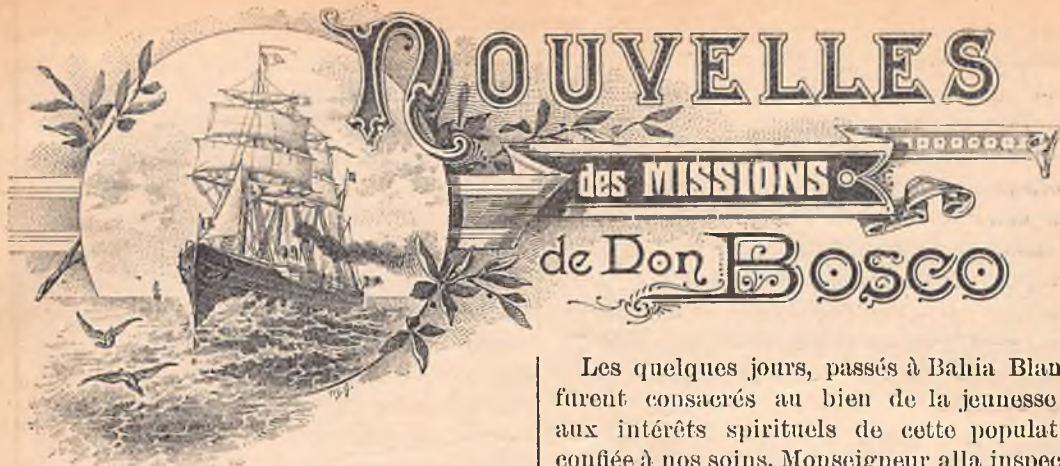 NOUVELLES
des MISSIONS
de Don BOSCO
Les quelques jours, passés à Bahia Blan
furent consacrés au bien de la jeunesse
aux intérêts spirituels de cette populat
confiée à nos soins. Monseigneur alla inspec